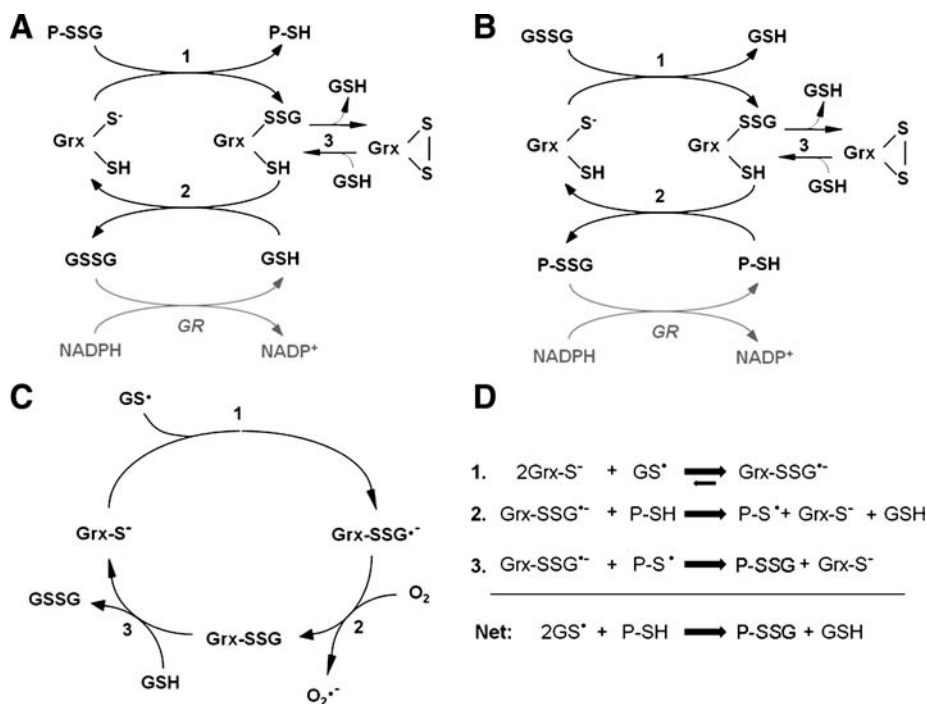 A
P-SSG
P-SH
1
GSH
S-
SSG
S
Grx
Grx
3
Grx
SH
SH
GSH
S
2
GSSG
GSH
GR
NADPH
NADP+
B
GSSG
GSH
1
GSH
S-
SSG
S
Grx
Grx
3
Grx
SH
SH
GSH
S
2
P-SSG
P-SH
GR
NADPH
NADP+
C
GS•
1
Grx-S-
Grx-SSG•-
GSSG
O2
3
Grx-SSG
2
GSH
O2•-
D
1. 2Grx-S- + GS• Grx-SSG•-
2. Grx-SSG•- + P-SH P-S• + Grx-S- + GSH
3. Grx-SSG•- + P-S• P-SSG + Grx-S-
Net: 2GS• + P-SH P-SSG + GSH